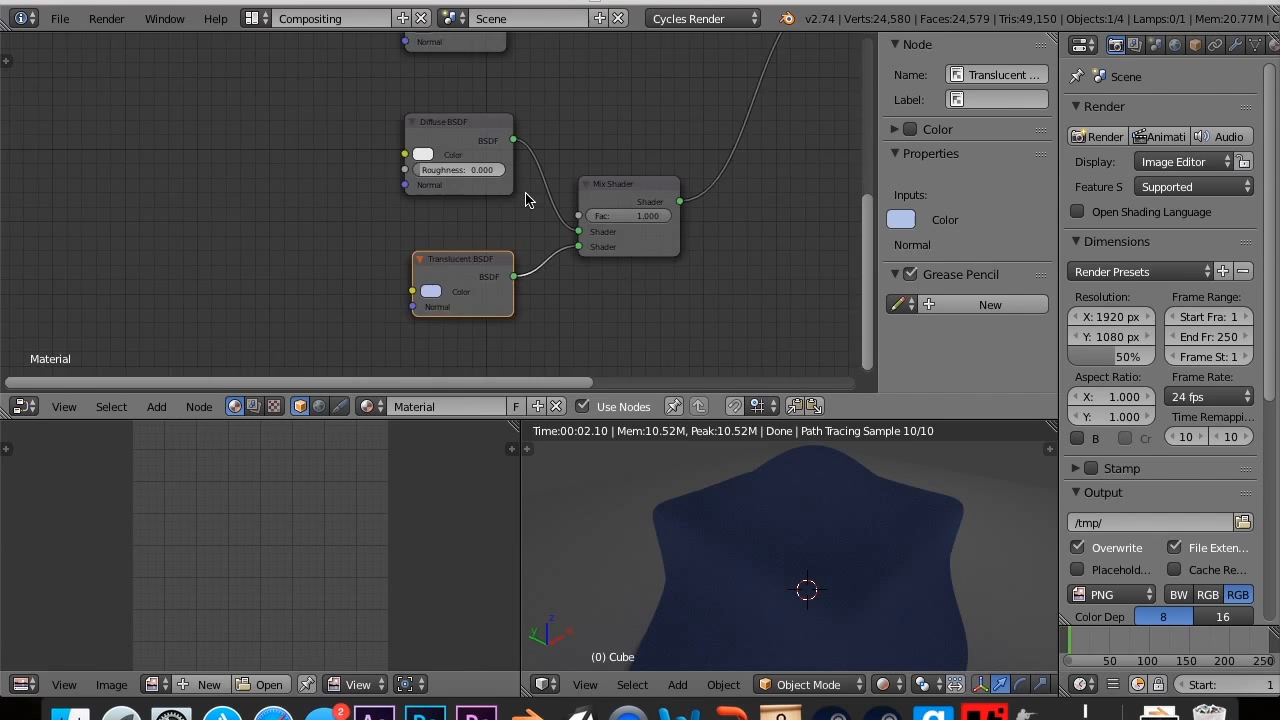 File Render Window Help Compositing Scene Cycles Render v2.74 | Verts:24,580 | Faces:24,579 | Tris:49,150 | Objects:1/4 | Lamps:0/1 | Mem:20.77M
Normal
Diffuse BSDF
BSDF
Color
Roughness: 0.000
Normal
Mix Shader
Shader
Fac: 1.000
Shader
Shader
Translucent BSDF
BSDF
Color
Normal
Material
Node
Name: Translucent ...
Label:
Color
Properties
Inputs:
Color
Normal
Grease Pencil
New
View Select Add Node Material F Use Nodes
Time:00:02.10 | Mem:10.52M, Peak:10.52M | Done | Path Tracing Sample 10/10
z
y
x
(0) Cube
View Image New Open View
View Select Add Object Object Mode
Scene
Render
Render Animati Audio
Display: Image Editor
Feature S Supported
Open Shading Language
Dimensions
Render Presets
Resolution: Frame Range:
X: 1920 px Start Fra: 1
Y: 1080 px End Fr: 250
50% Frame St: 1
Aspect Ratio: Frame Rate:
X: 1.000 24 fps
Y: 1.000 Time Remappi...
B Cr 10 10
Stamp
Output
/tmp/
Overwrite File Exten...
Placehold... Cache Re...
PNG BW RGB RGB
Color Dep 8 16
50 100 150 200 250
Start: 1
2